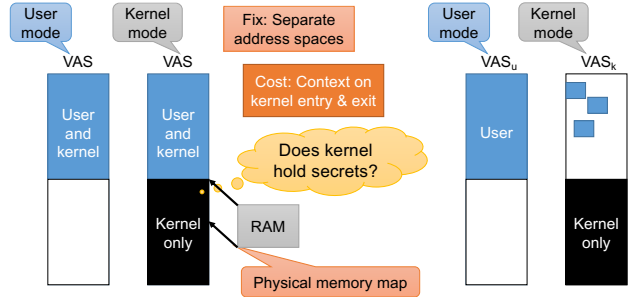 User
mode
Kernel
mode
VAS
VAS
User
and
kernel
User
and
kernel
Kernel
only
Fix: Separate
address spaces
Cost: Context on
kernel entry & exit
Does kernel
hold secrets?
RAM
Physical memory map
User
mode
Kernel
mode
VASu
VASk
User
Kernel
only